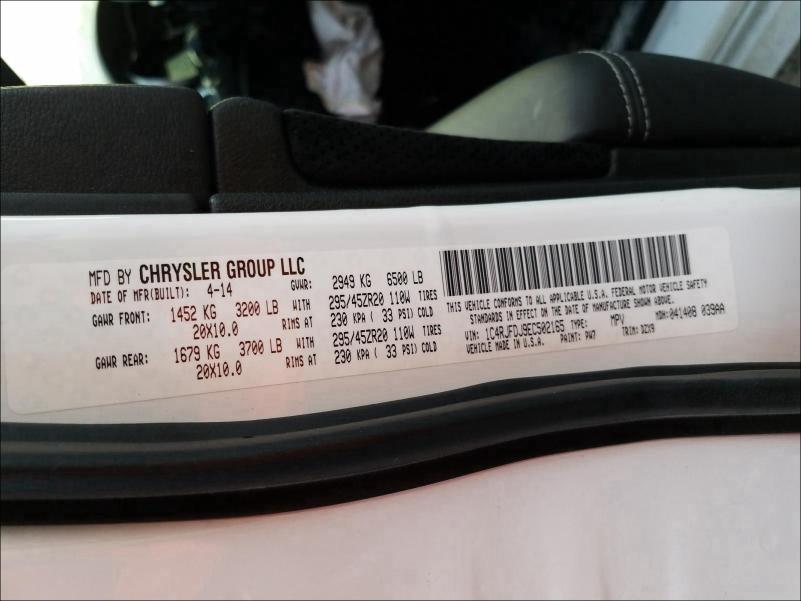 MFD BY CHRYSLER GROUP LLC
DATE OF MFR(BUILT): 4-14 GVWR: 2949 KG 6500 LB
GAWR FRONT: 1452 KG 3200 LB WITH 295/45ZR20 110W TIRES
20X10.0 RIMS AT 230 KPA ( 33 PSI) COLD
GAWR REAR: 1679 KG 3700 LB WITH 295/45ZR20 110W TIRES
20X10.0 RIMS AT 230 KPA ( 33 PSI) COLD
THIS VEHICLE CONFORMS TO ALL APPLICABLE U.S.A. FEDERAL MOTOR VEHICLE SAFETY
STANDARDS IN EFFECT ON THE DATE OF MANUFACTURE SHOWN ABOVE.
VIN: 1C4RJFDJ9EC502165 TYPE: MPV MDH: 041408 039AA
VEHICLE MADE IN U.S.A. PAINT: PW7 TRIM: DZX9